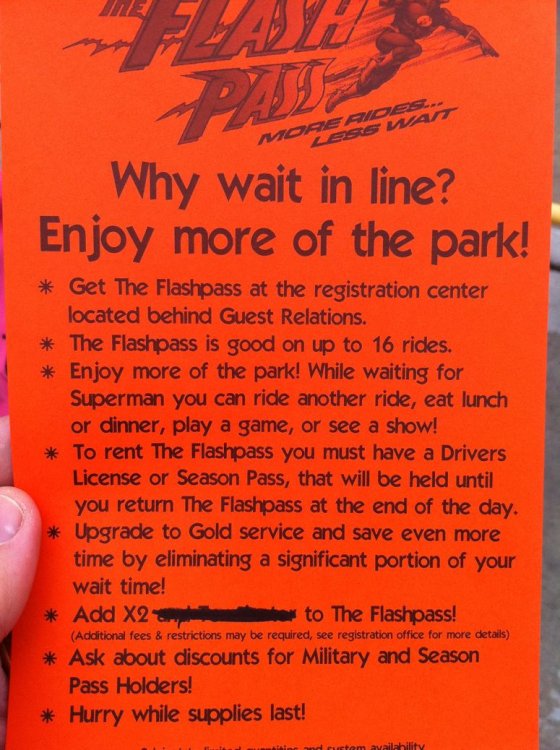 THE FLASH
PASS
MORE RIDES...
LESS WAIT
Why wait in line?
Enjoy more of the park!
* Get The Flashpass at the registration center
located behind Guest Relations.
* The Flashpass is good on up to 16 rides.
* Enjoy more of the park! While waiting for
Superman you can ride another ride, eat lunch
or dinner, play a game, or see a show!
* To rent The Flashpass you must have a Drivers
License or Season Pass, that will be held until
you return The Flashpass at the end of the day.
* Upgrade to Gold service and save even more
time by eliminating a significant portion of your
wait time!
* Add X2 to The Flashpass!
(Additional fees & restrictions may be required, see registration office for more details)
* Ask about discounts for Military and Season
Pass Holders!
* Hurry while supplies last!
limited quantities and system availability